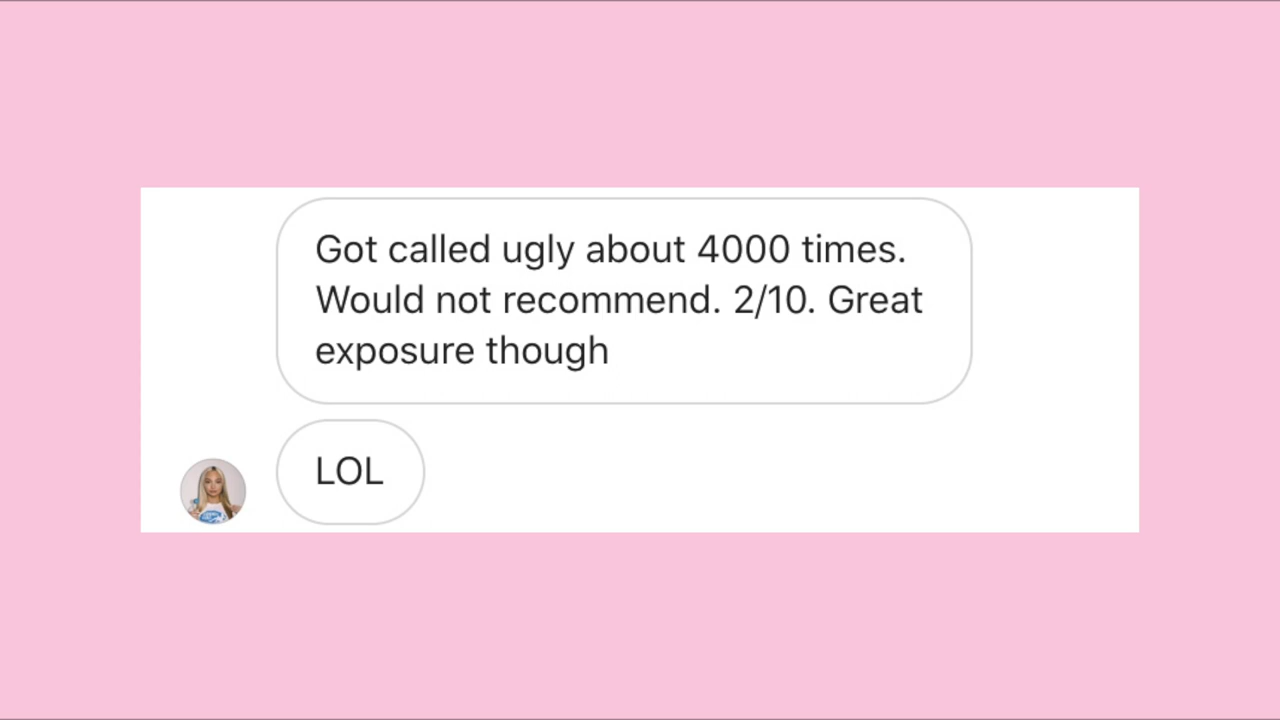 Got called ugly about 4000 times.
Would not recommend. 2/10. Great
exposure though
LOL